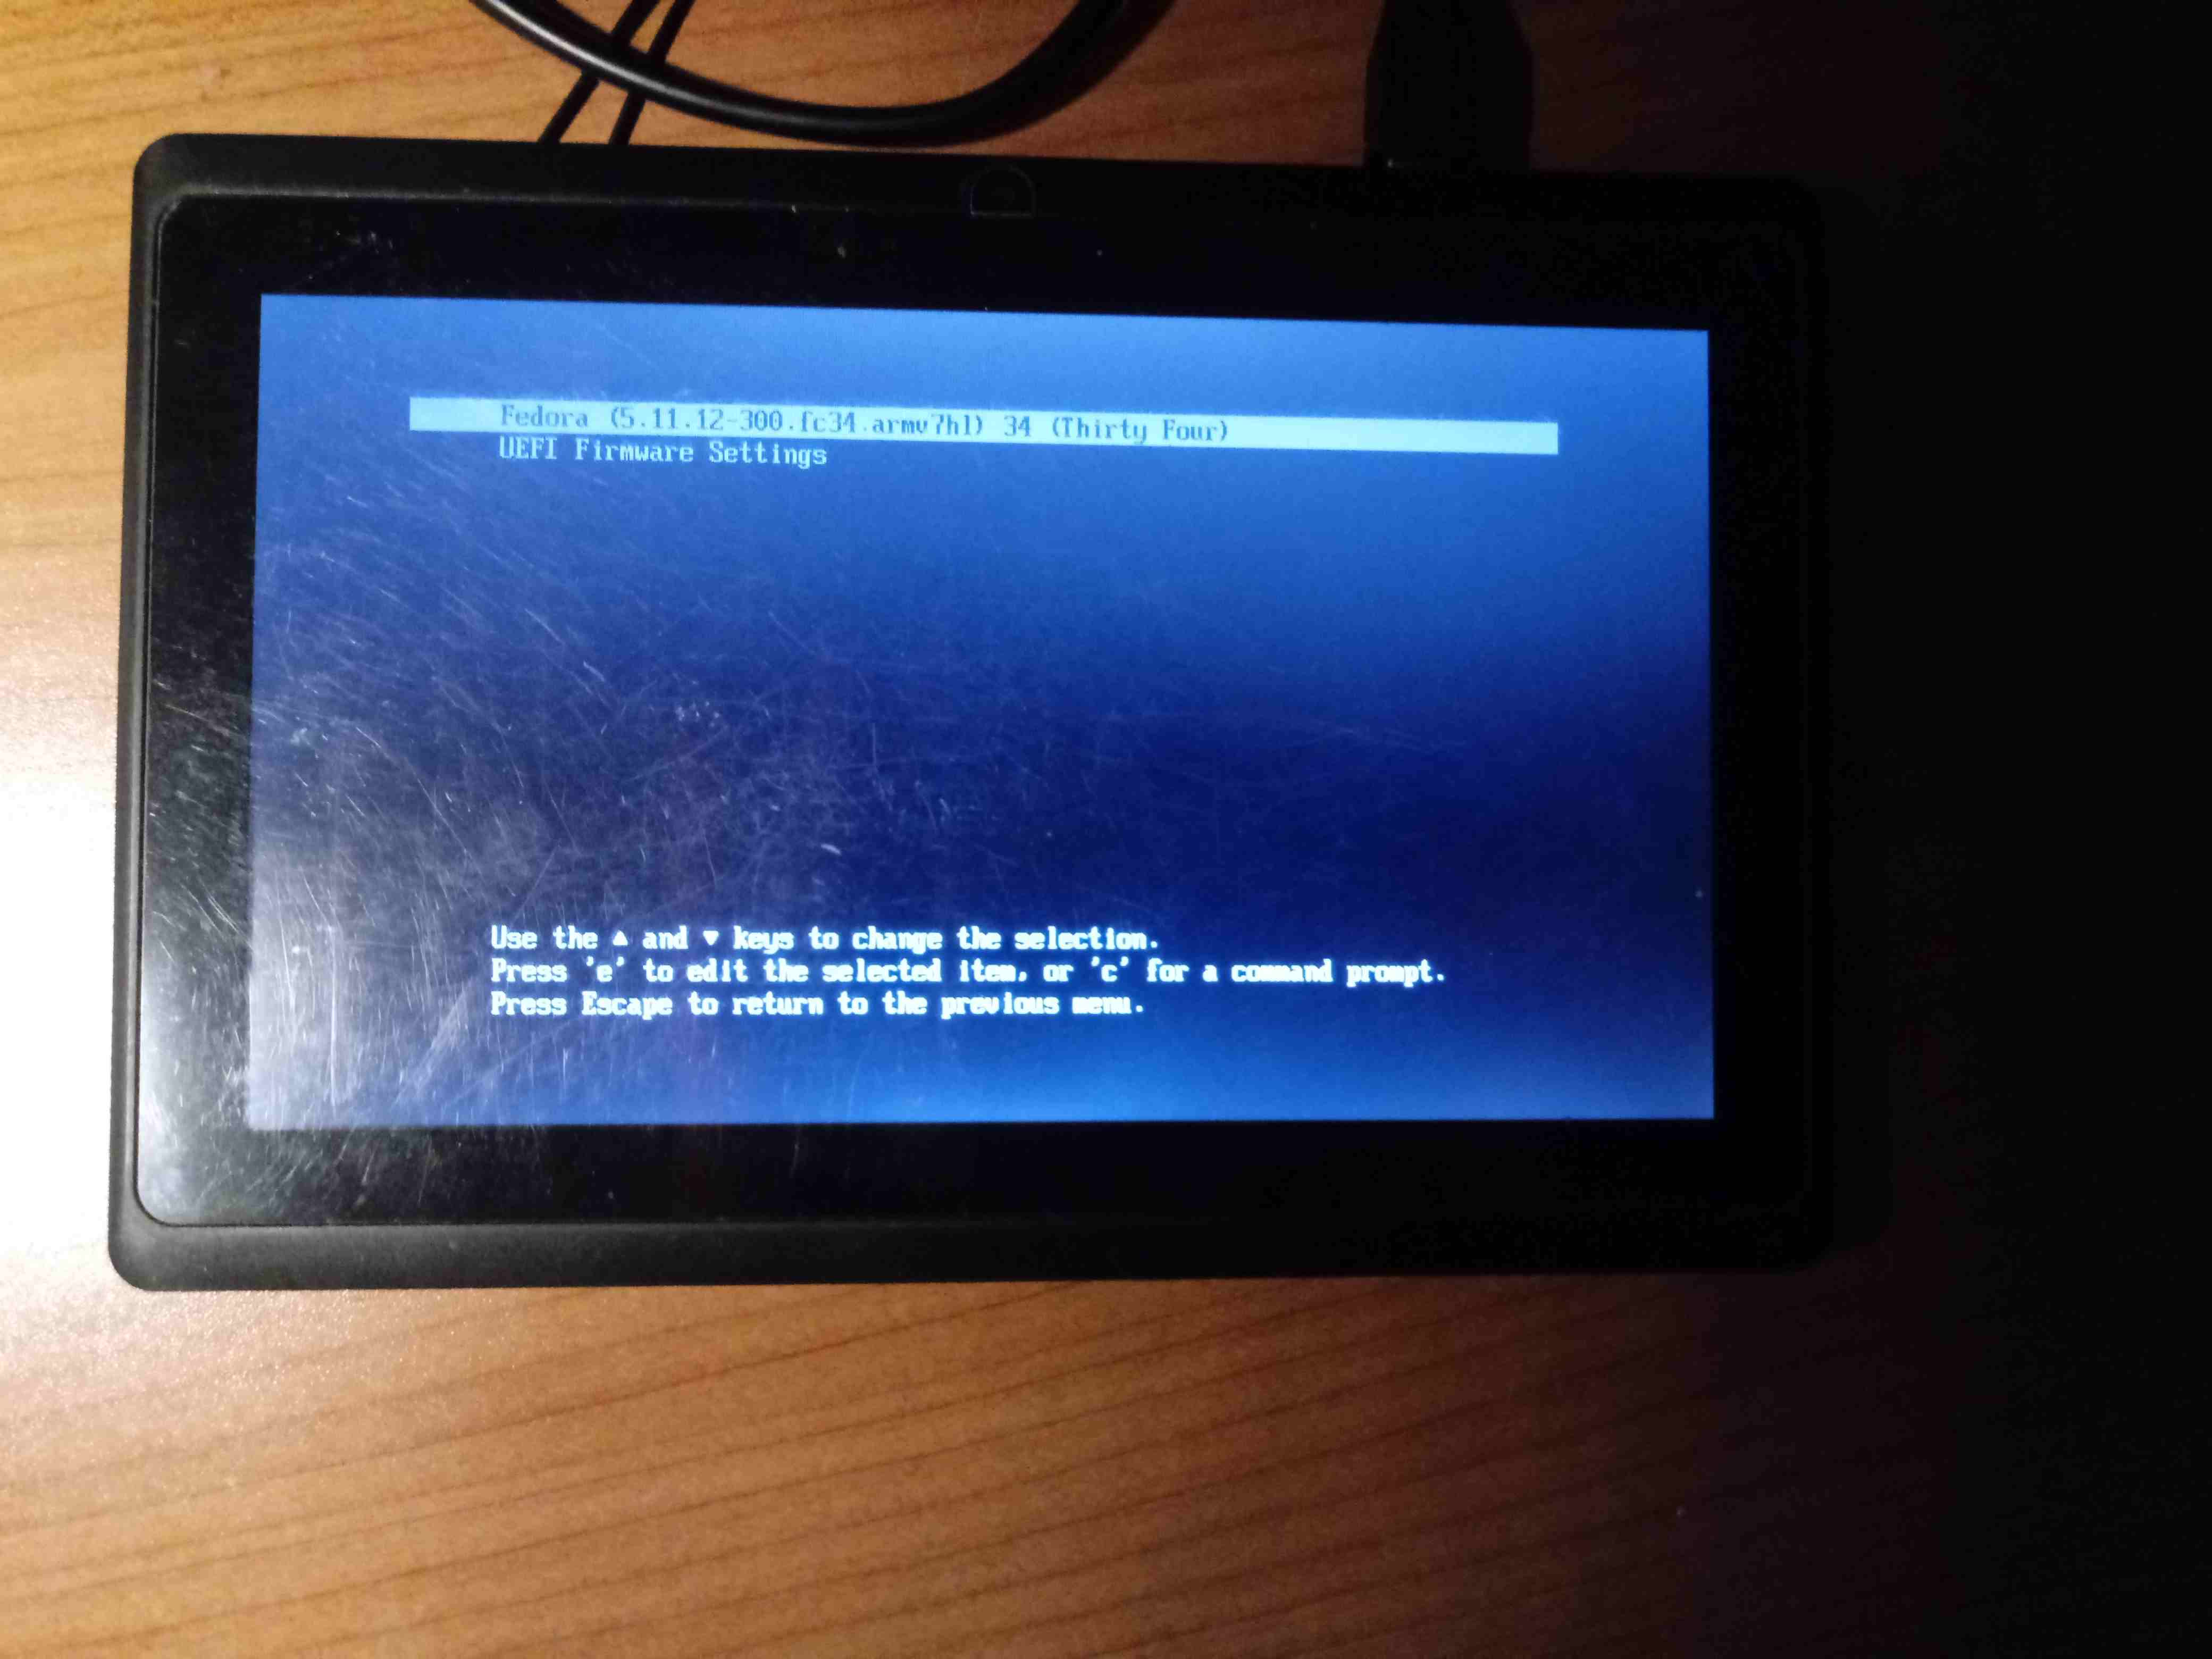 Fedora (5.11.12-300.fc34.armv7hl) 34 (Thirty Four)
UEFI Firmware Settings
Use the ▲ and ▼ keys to change the selection.
Press 'e' to edit the selected item, or 'c' for a command prompt.
Press Escape to return to the previous menu.